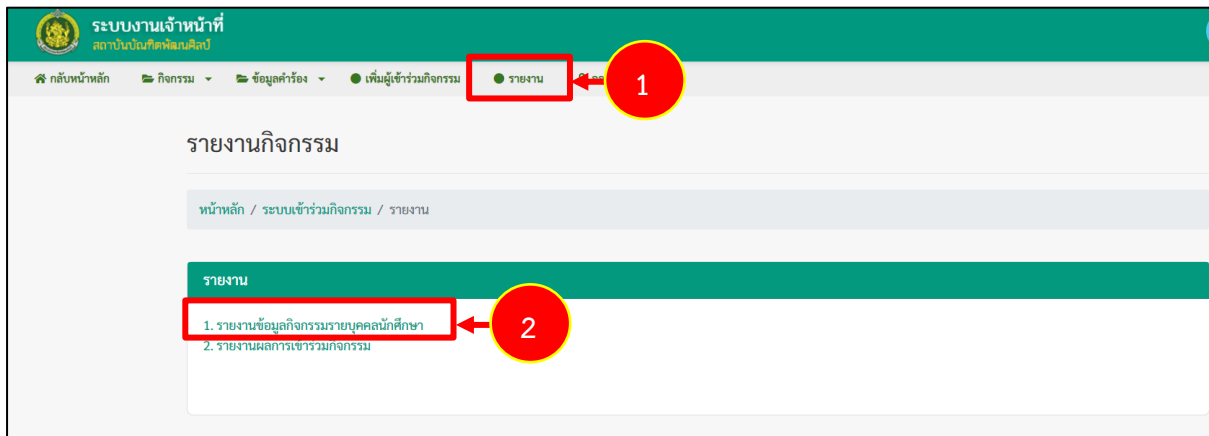 ระบบงานเจ้าหน้าที่
สถาบันบัณฑิตพัฒนศิลป์
กลับหน้าหลัก กิจกรรม ข้อมูลคำร้อง เพิ่มผู้เข้าร่วมกิจกรรม รายงาน
1
รายงานกิจกรรม
หน้าหลัก / ระบบเข้าร่วมกิจกรรม / รายงาน
รายงาน
1. รายงานข้อมูลกิจกรรมรายบุคคลนักศึกษา
2
2. รายงานผลการเข้าร่วมกิจกรรม